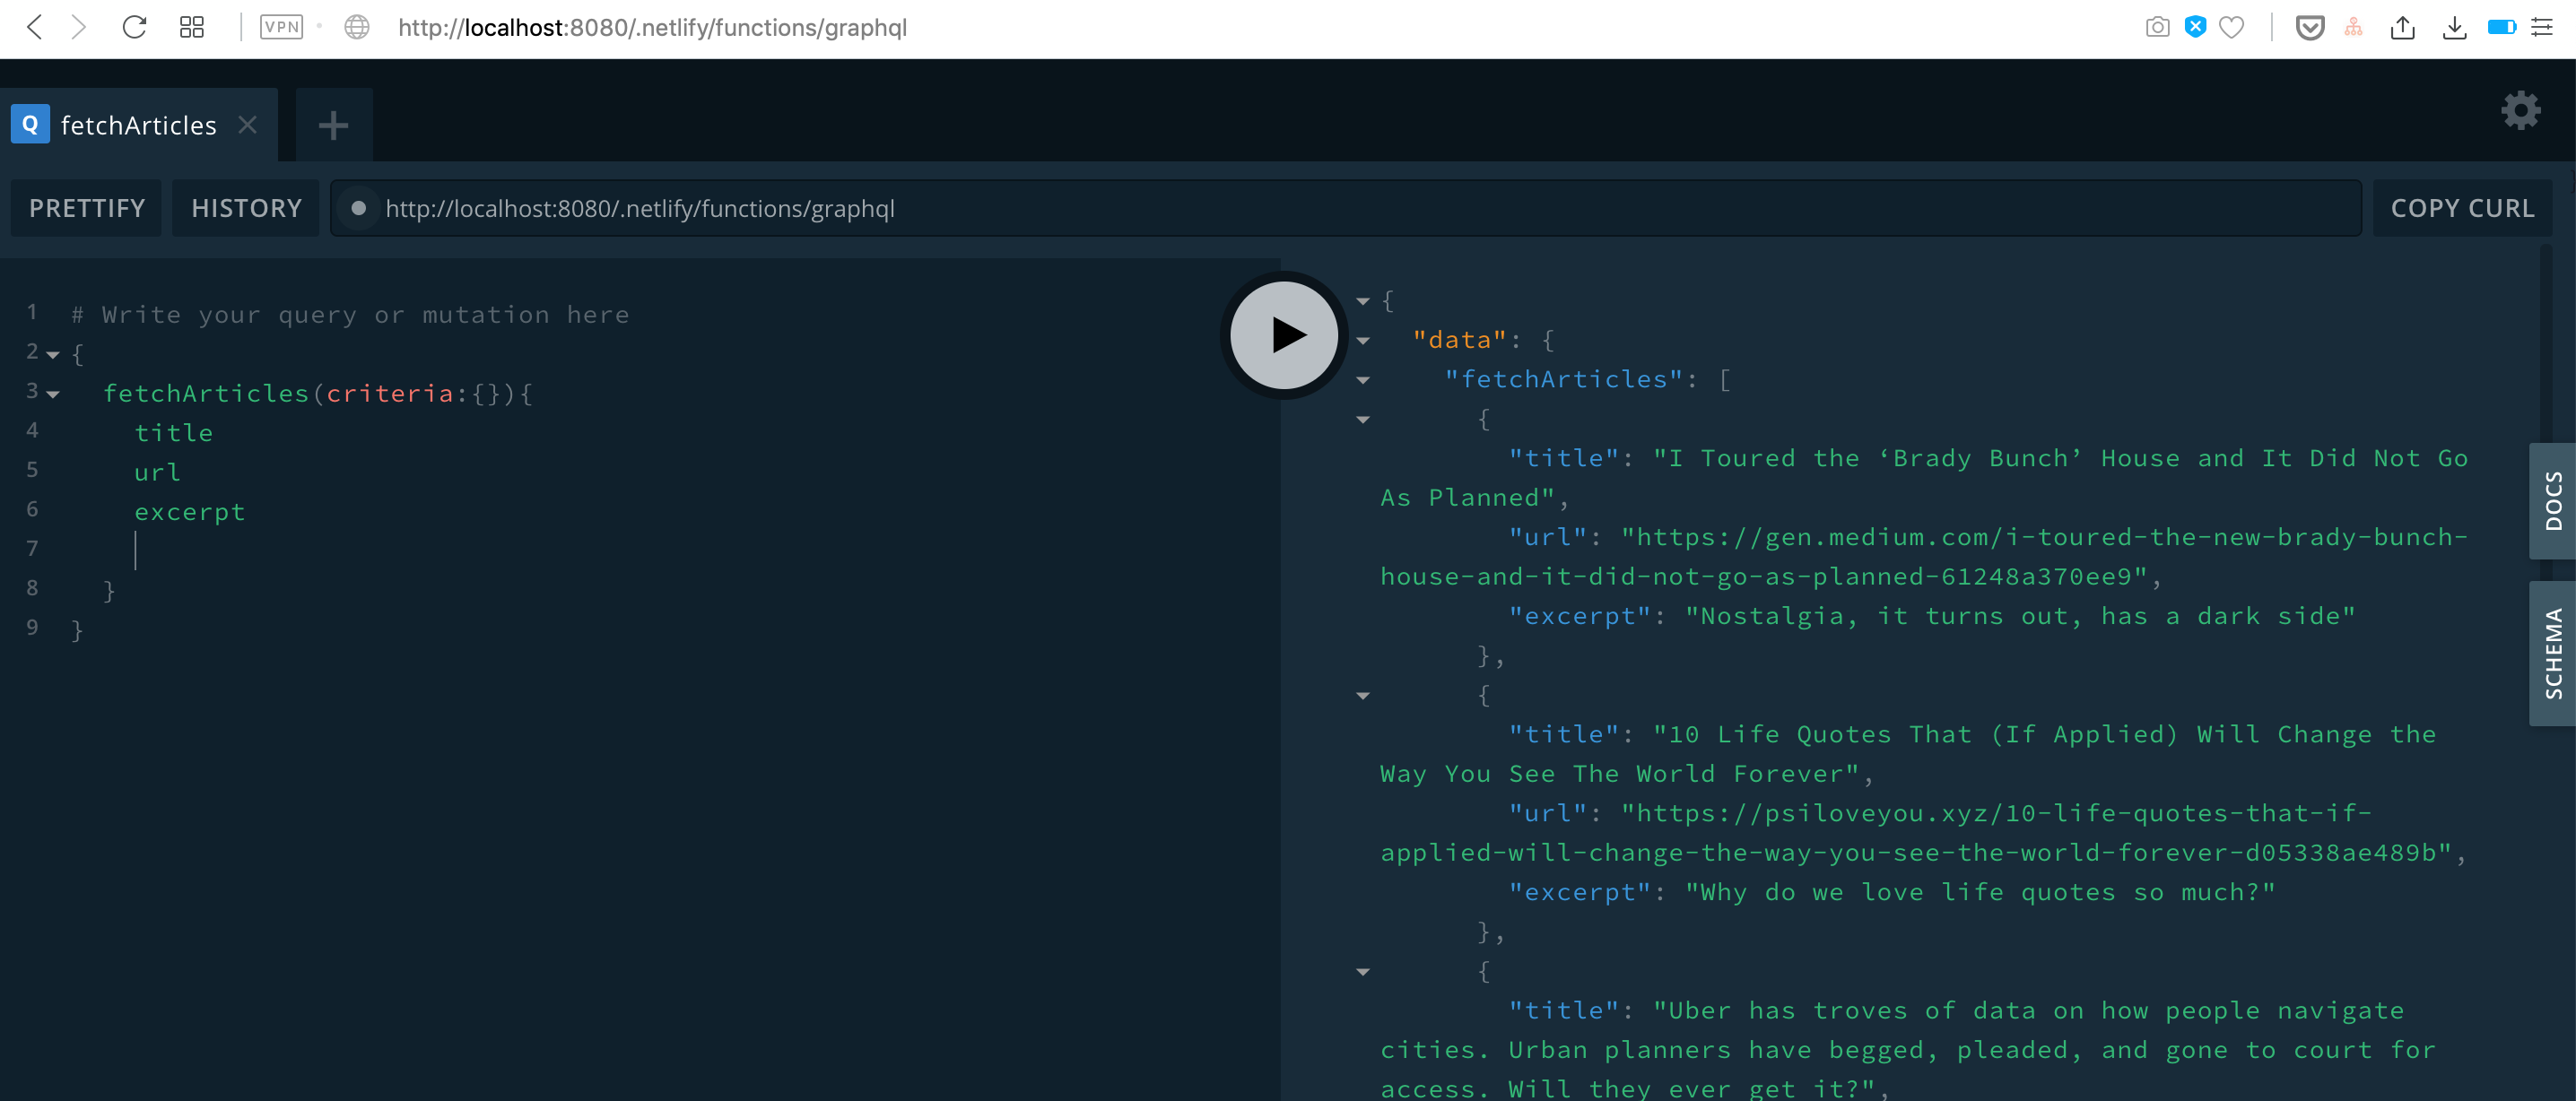 VPN
http://localhost:8080/.netlify/functions/graphql
Q fetchArticles
PRETTIFY HISTORY http://localhost:8080/.netlify/functions/graphql COPY CURL
1 # Write your query or mutation here
2 {
3 fetchArticles(criteria:{}){
4 title
5 url
6 excerpt
7
8 }
9 }
{
"data": {
"fetchArticles": [
{
"title": "I Toured the ‘Brady Bunch’ House and It Did Not Go
As Planned",
"url": "https://gen.medium.com/i-toured-the-new-brady-bunch-
house-and-it-did-not-go-as-planned-61248a370ee9",
"excerpt": "Nostalgia, it turns out, has a dark side"
},
{
"title": "10 Life Quotes That (If Applied) Will Change the
Way You See The World Forever",
"url": "https://psiloveyou.xyz/10-life-quotes-that-if-
applied-will-change-the-way-you-see-the-world-forever-d05338ae489b",
"excerpt": "Why do we love life quotes so much?"
},
{
"title": "Uber has troves of data on how people navigate
cities. Urban planners have begged, pleaded, and gone to court for
access. Will they ever get it?",
DOCS
SCHEMA